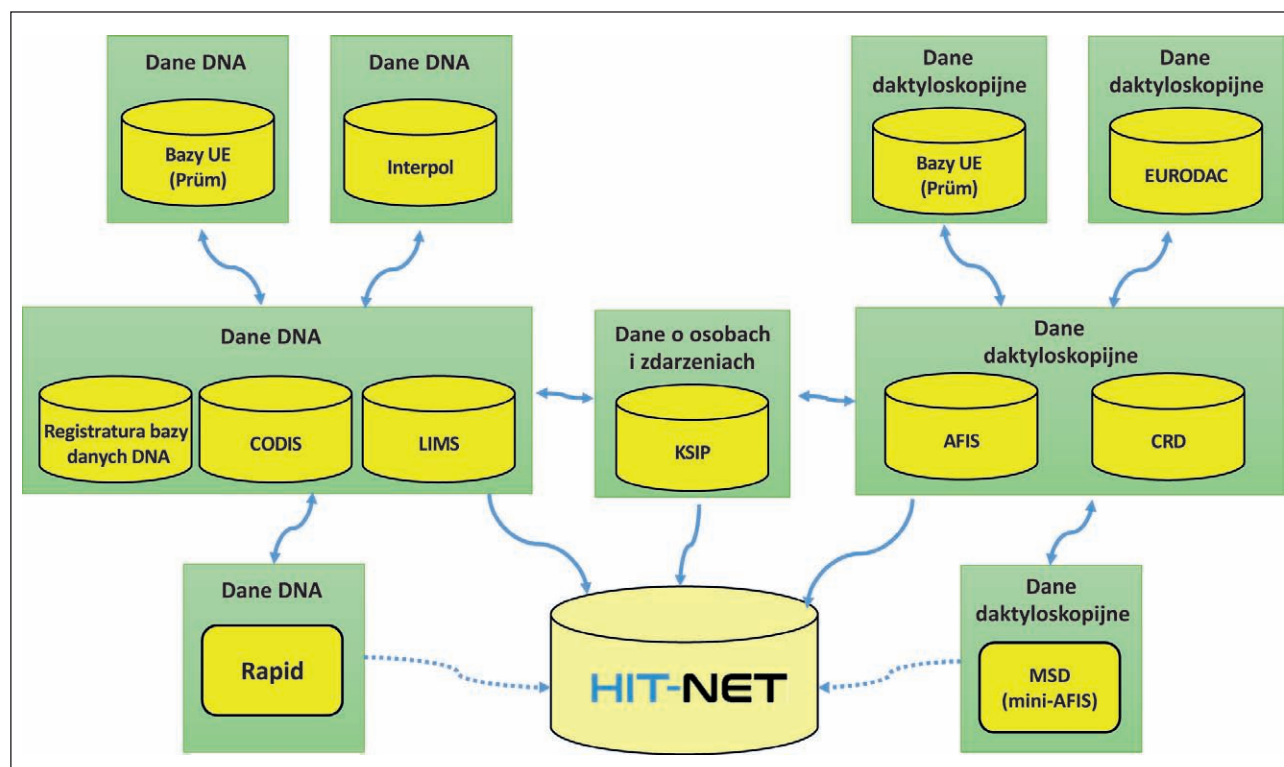 Dane DNA
Bazy UE
(Prüm)
Dane DNA
Interpol
Dane
daktyloskopijne
Bazy UE
(Prüm)
Dane
daktyloskopijne
EURODAC
Dane DNA
Registratura bazy
danych DNA
CODIS
LIMS
Dane o osobach
i zdarzeniach
KSIP
Dane
daktyloskopijne
AFIS
CRD
Dane DNA
Rapid
HIT-NET
Dane
daktyloskopijne
MSD
(mini-AFIS)